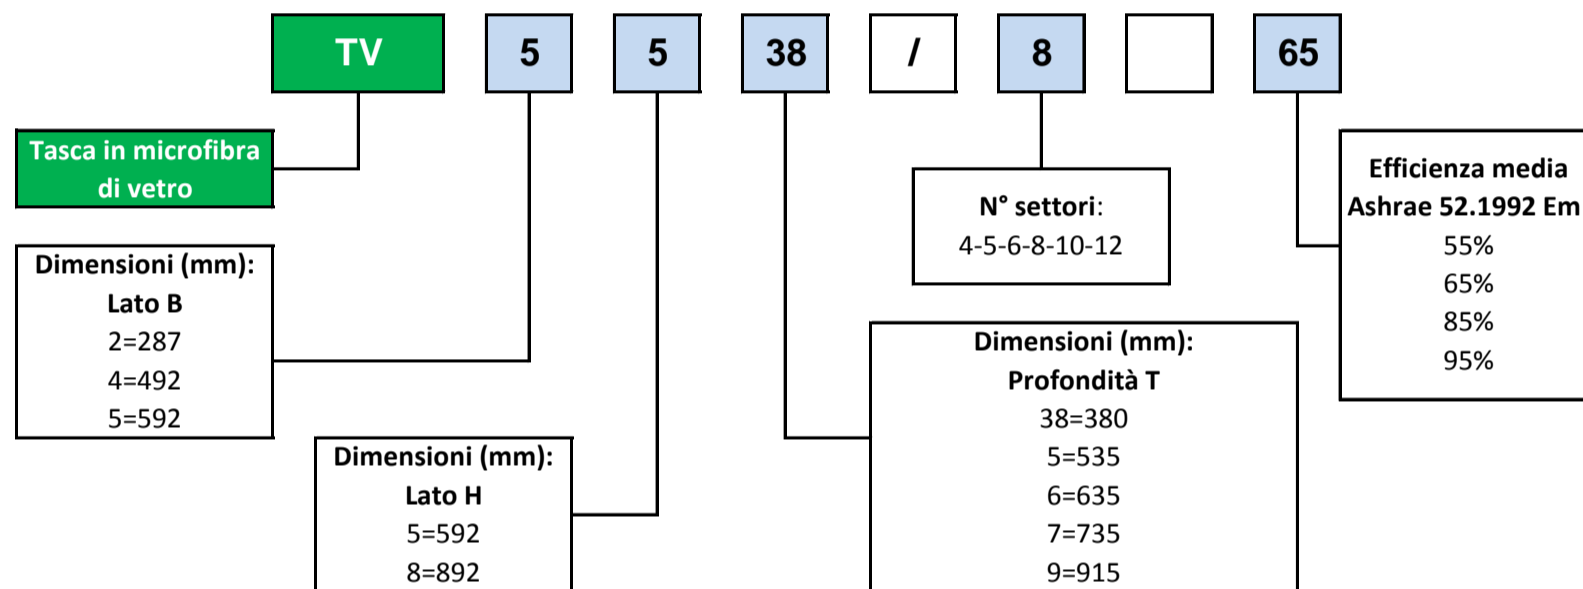 TV 5 5 38 / 8 65
Tasca in microfibra
di vetro
Dimensioni (mm):
Lato B
2=287
4=492
5=592
Dimensioni (mm):
Lato H
5=592
8=892
N° settori:
4-5-6-8-10-12
Dimensioni (mm):
Profondità T
38=380
5=535
6=635
7=735
9=915
Efficienza media
Ashrae 52.1992 Em
55%
65%
85%
95%